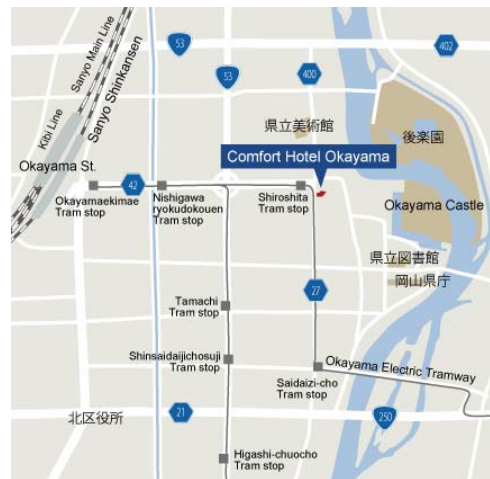 53
402
Sanyo Main Line
Sanyo Shinkansen
Kibi Line
53
400
県立美術館
後楽園
Comfort Hotel Okayama
Okayama St.
42
Okayamaekimae
Tram stop
Nishigawa
ryokudokouen
Tram stop
Shiroshita
Tram stop
Okayama Castle
県立図書館
岡山県庁
27
Tamachi
Tram stop
Shinsaidaijichosuji
Tram stop
Okayama Electric Tramway
Saidaizi-cho
Tram stop
北区役所
21
250
Higashi-chuocho
Tram stop